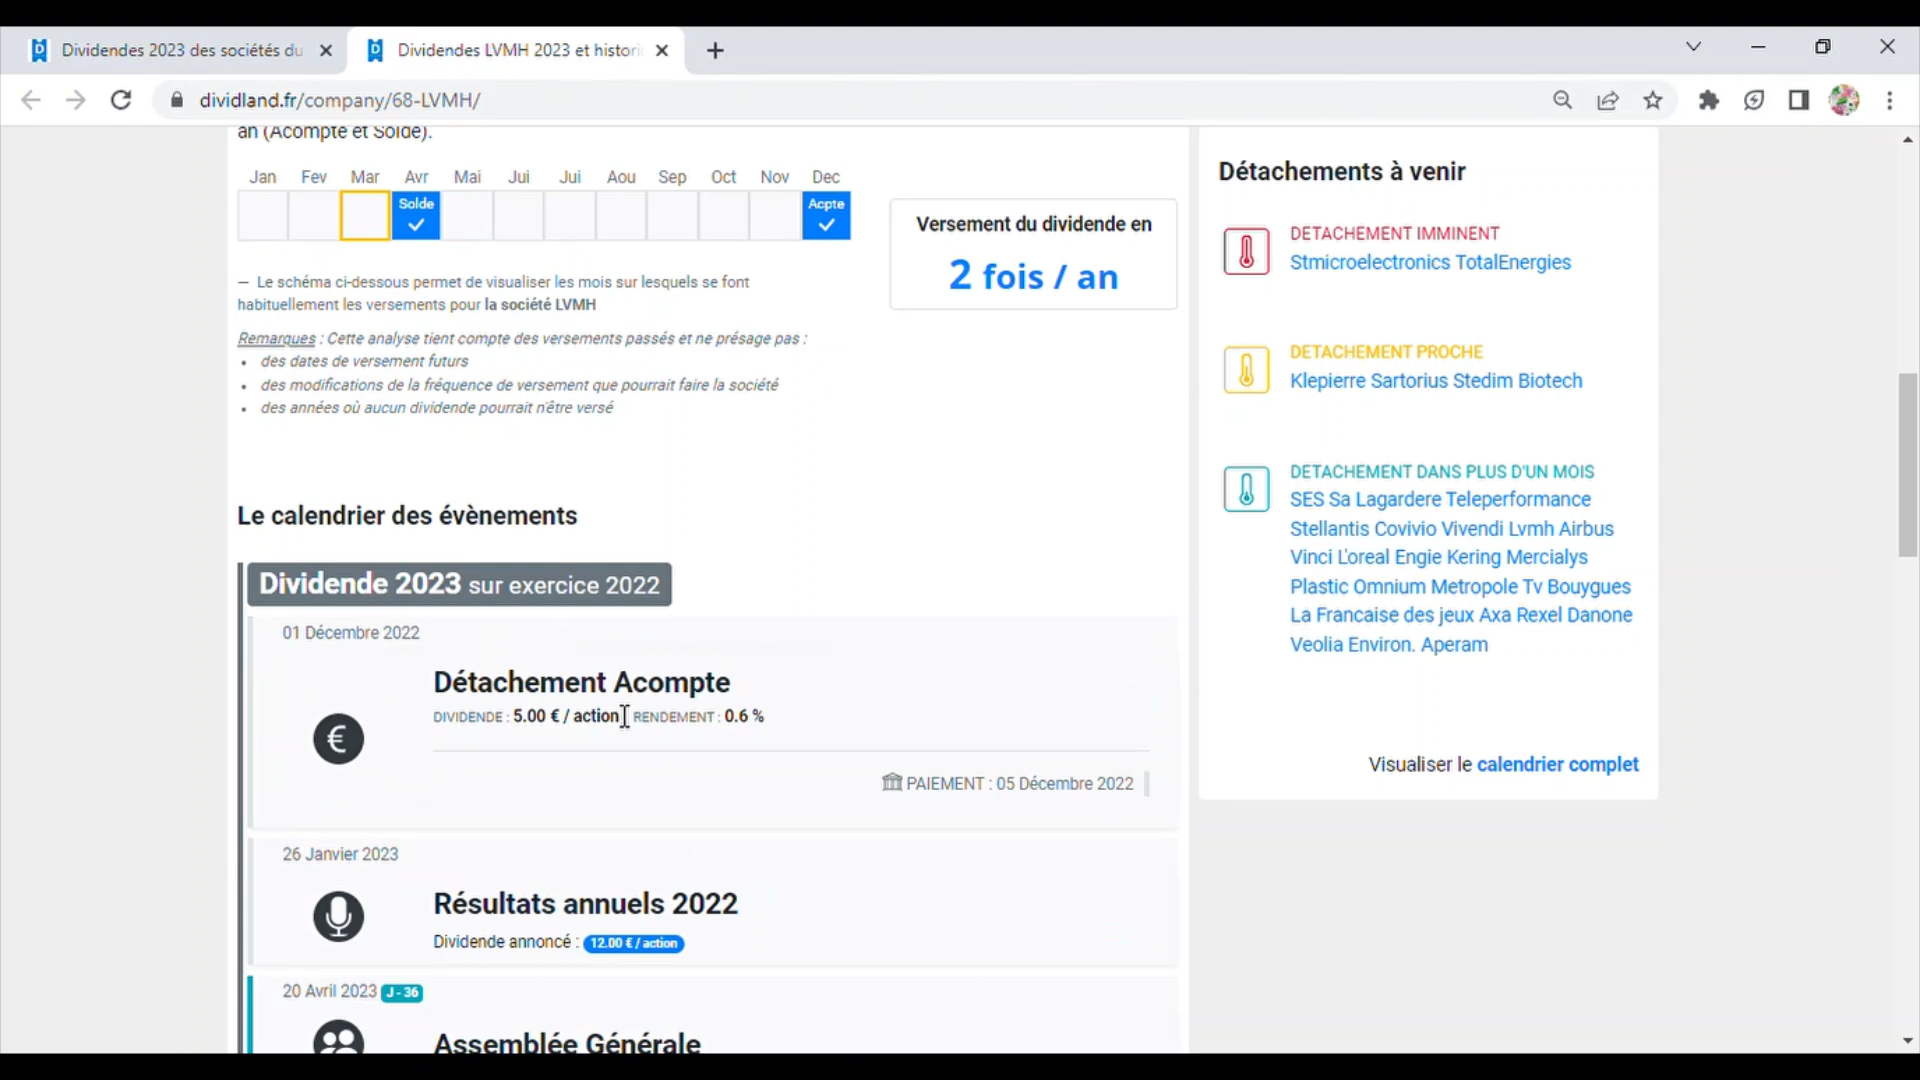 Dividendes 2023 des sociétés du
Dividendes LVMH 2023 et histori
dividland.fr/company/68-LVMH/
an (Acompte et Solde).
Jan Fev Mar Avr Mai Jui Jui Aou Sep Oct Nov Dec
Solde
Acpte
Versement du dividende en
2 fois / an
— Le schéma ci-dessous permet de visualiser les mois sur lesquels se font
habituellement les versements pour la société LVMH
Remarques : Cette analyse tient compte des versements passés et ne présage pas :
• des dates de versement futurs
• des modifications de la fréquence de versement que pourrait faire la société
• des années où aucun dividende pourrait n'être versé
Le calendrier des évènements
Dividende 2023 sur exercice 2022
01 Décembre 2022
Détachement Acompte
DIVIDENDE : 5.00 € / action RENDEMENT : 0.6 %
€
PAIEMENT : 05 Décembre 2022
26 Janvier 2023
Résultats annuels 2022
Dividende annoncé : 12.00 € / action
20 Avril 2023 J - 36
Assemblée Générale
Détachements à venir
DETACHEMENT IMMINENT
Stmicroelectronics TotalEnergies
DETACHEMENT PROCHE
Klepierre Sartorius Stedim Biotech
DETACHEMENT DANS PLUS D'UN MOIS
SES Sa Lagardere Teleperformance
Stellantis Covivio Vivendi Lvmh Airbus
Vinci L'oreal Engie Kering Mercialys
Plastic Omnium Metropole Tv Bouygues
La Francaise des jeux Axa Rexel Danone
Veolia Environ. Aperam
Visualiser le calendrier complet